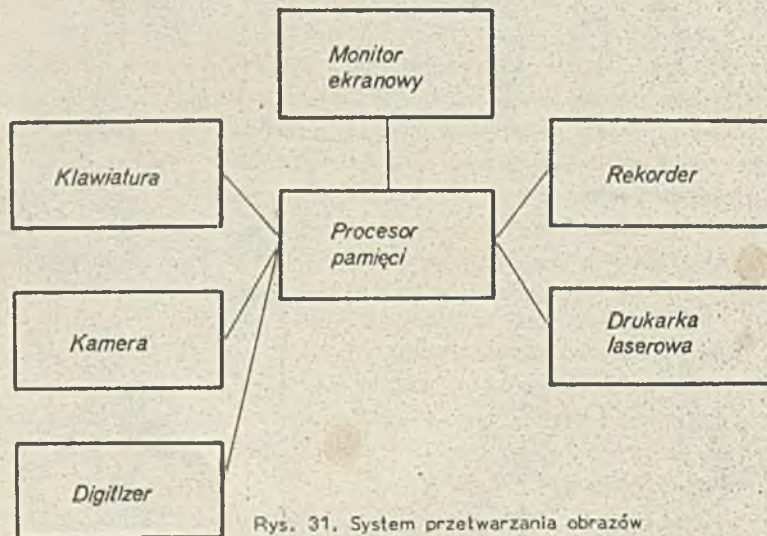 Monitor
ekranowy
Klawiatura
Procesor
pamięci
Rekorder
Kamera
Drukarka
laserowa
Digitizer
Rys. 31. System przetwarzania obrazów